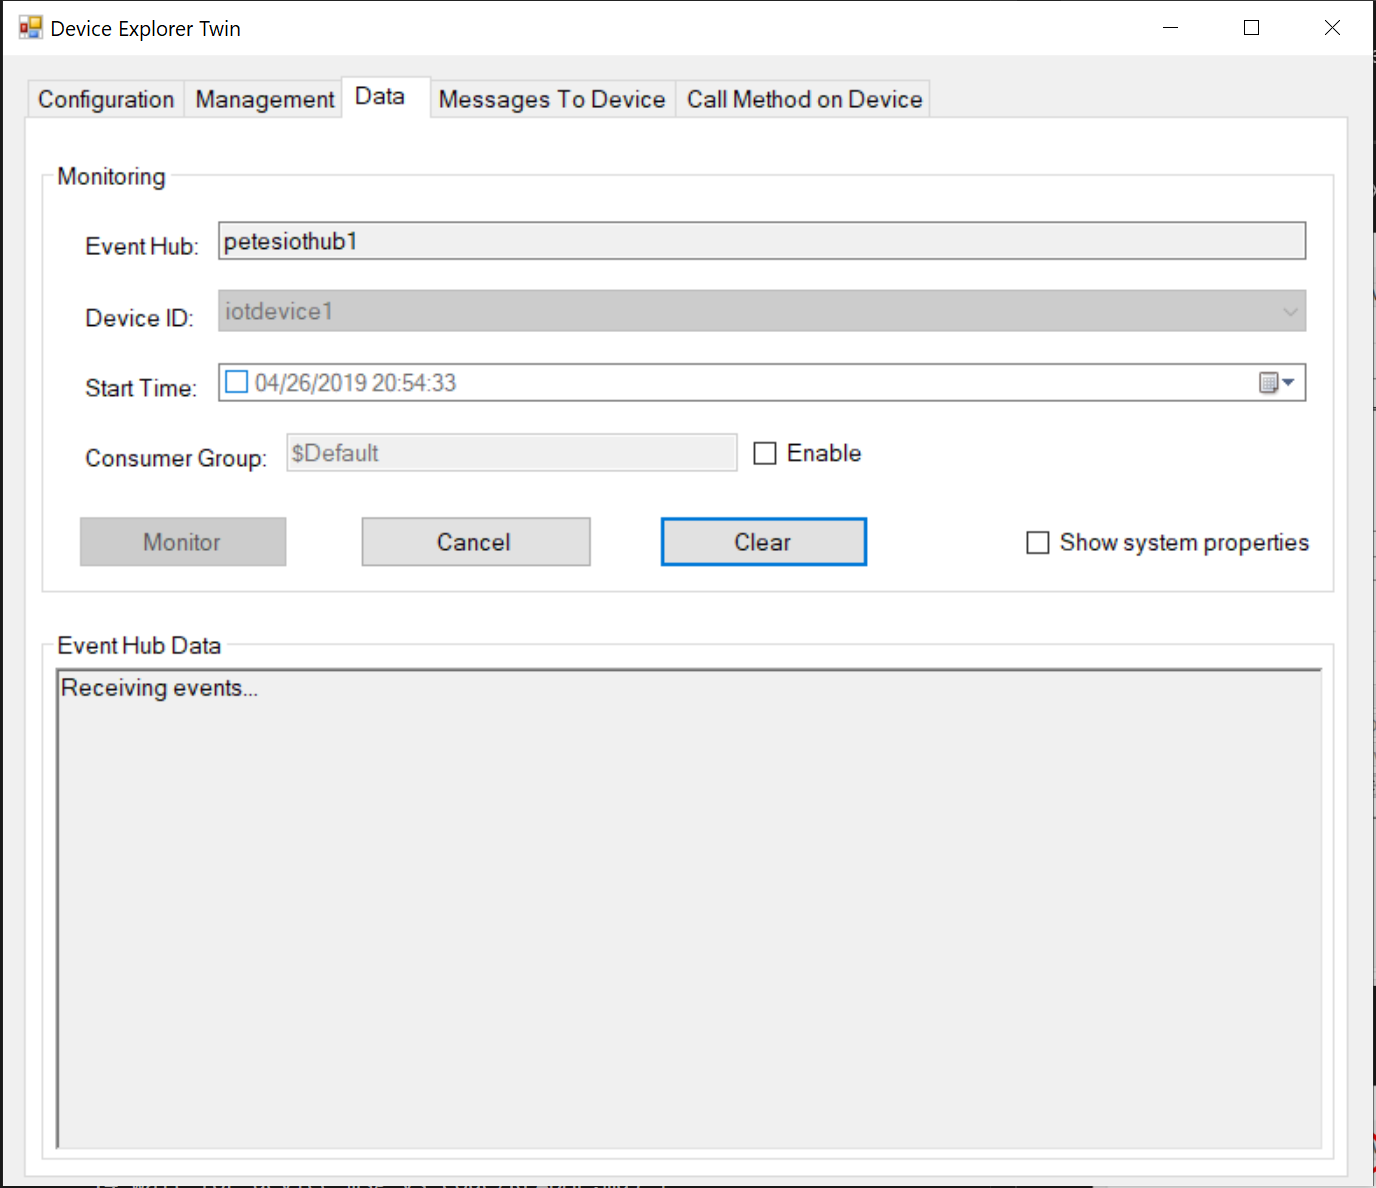 Device Explorer Twin
Configuration Management Data Messages To Device Call Method on Device
Monitoring
Event Hub: petesiothub1
Device ID: iotdevice1
Start Time: 04/26/2019 20:54:33
Consumer Group: $Default Enable
Monitor Cancel Clear Show system properties
Event Hub Data
Receiving events...